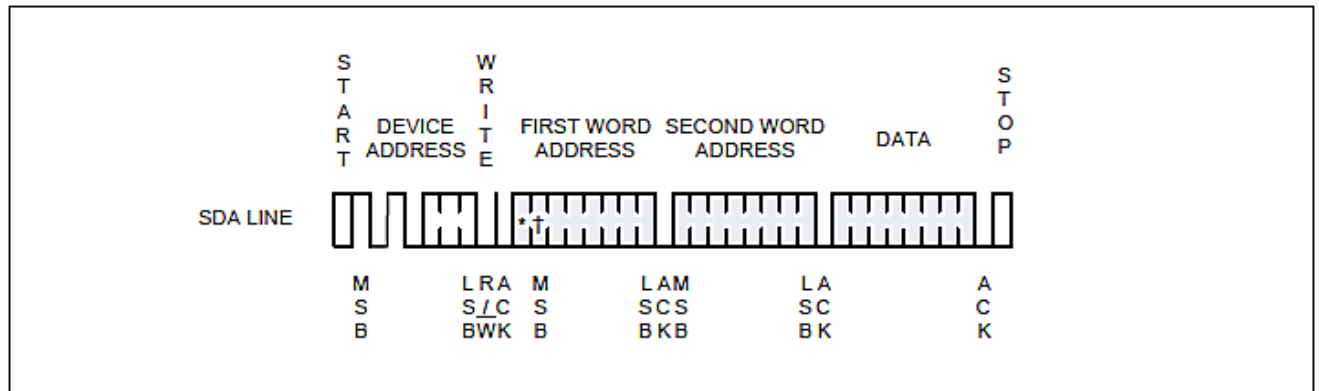 START
WRITE
STOP
DEVICE ADDRESS
FIRST WORD ADDRESS
SECOND WORD ADDRESS
DATA
SDA LINE
* †
MSB
LSB
R/W
ACK
MSB
LSB
ACK
MSB
LSB
ACK
ACK